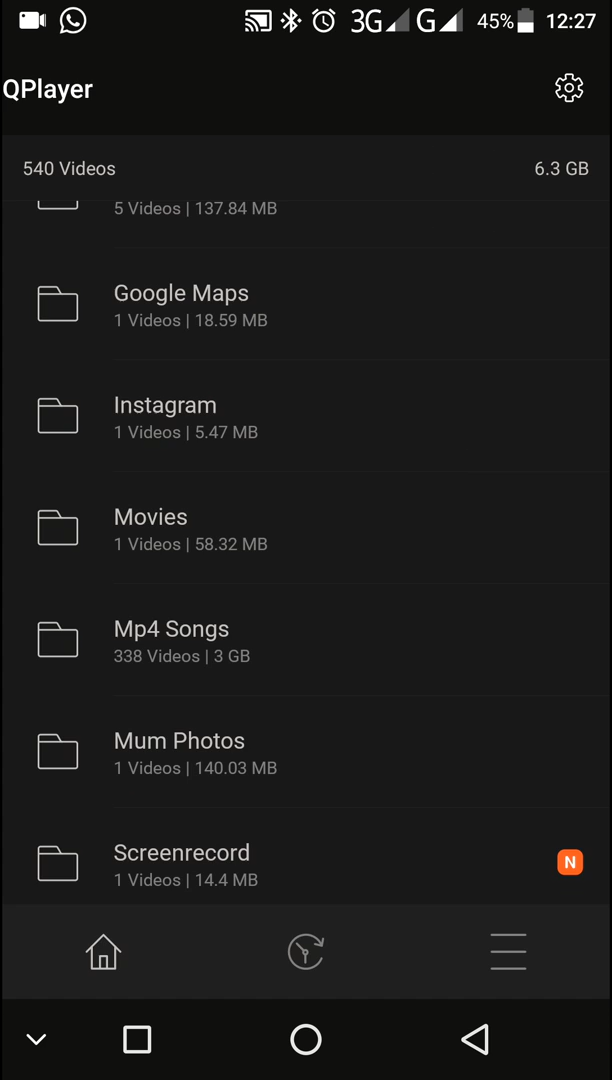 3G G 45% 12:27
QPlayer
540 Videos 6.3 GB
5 Videos | 137.84 MB
Google Maps
1 Videos | 18.59 MB
Instagram
1 Videos | 5.47 MB
Movies
1 Videos | 58.32 MB
Mp4 Songs
338 Videos | 3 GB
Mum Photos
1 Videos | 140.03 MB
Screenrecord
N
1 Videos | 14.4 MB